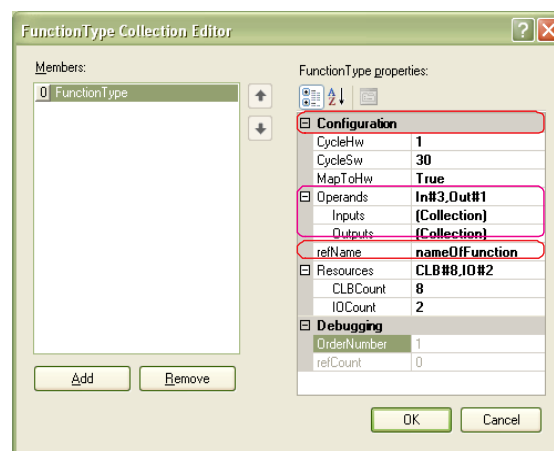 FunctionType Collection Editor
Members:
0 FunctionType
Add
Remove
FunctionType properties:
A
Z
Configuration
CycleHw 1
CycleSw 30
MapToHw True
Operands In#3,Out#1
Inputs (Collection)
Outputs (Collection)
refName nameOfFunction
Resources CLB#8,IO#2
CLBCount 8
IOCount 2
Debugging
OrderNumber 1
refCount 0
OK
Cancel